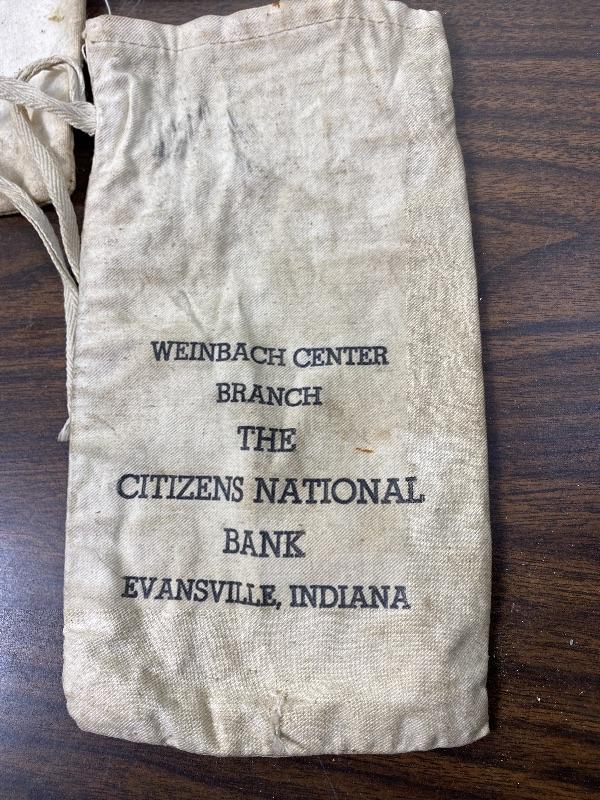 WEINBACH CENTER
BRANCH
THE
CITIZENS NATIONAL
BANK
EVANSVILLE, INDIANA